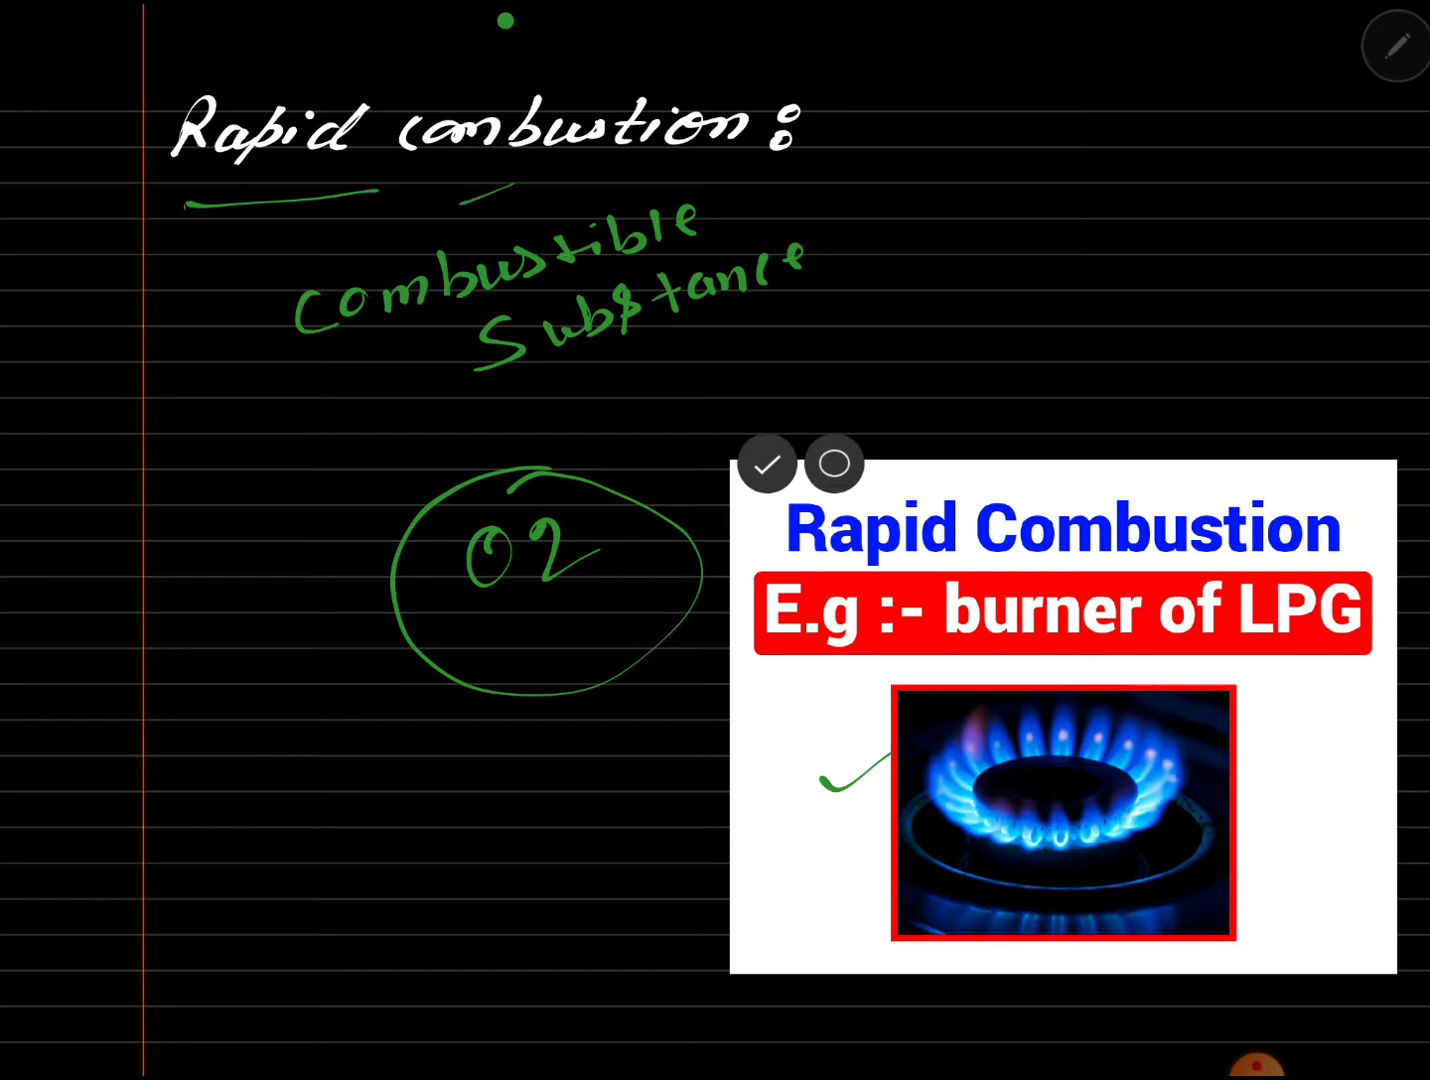 Rapid combustion:
Combustible
Substance
O2
Rapid Combustion
E.g :- burner of LPG